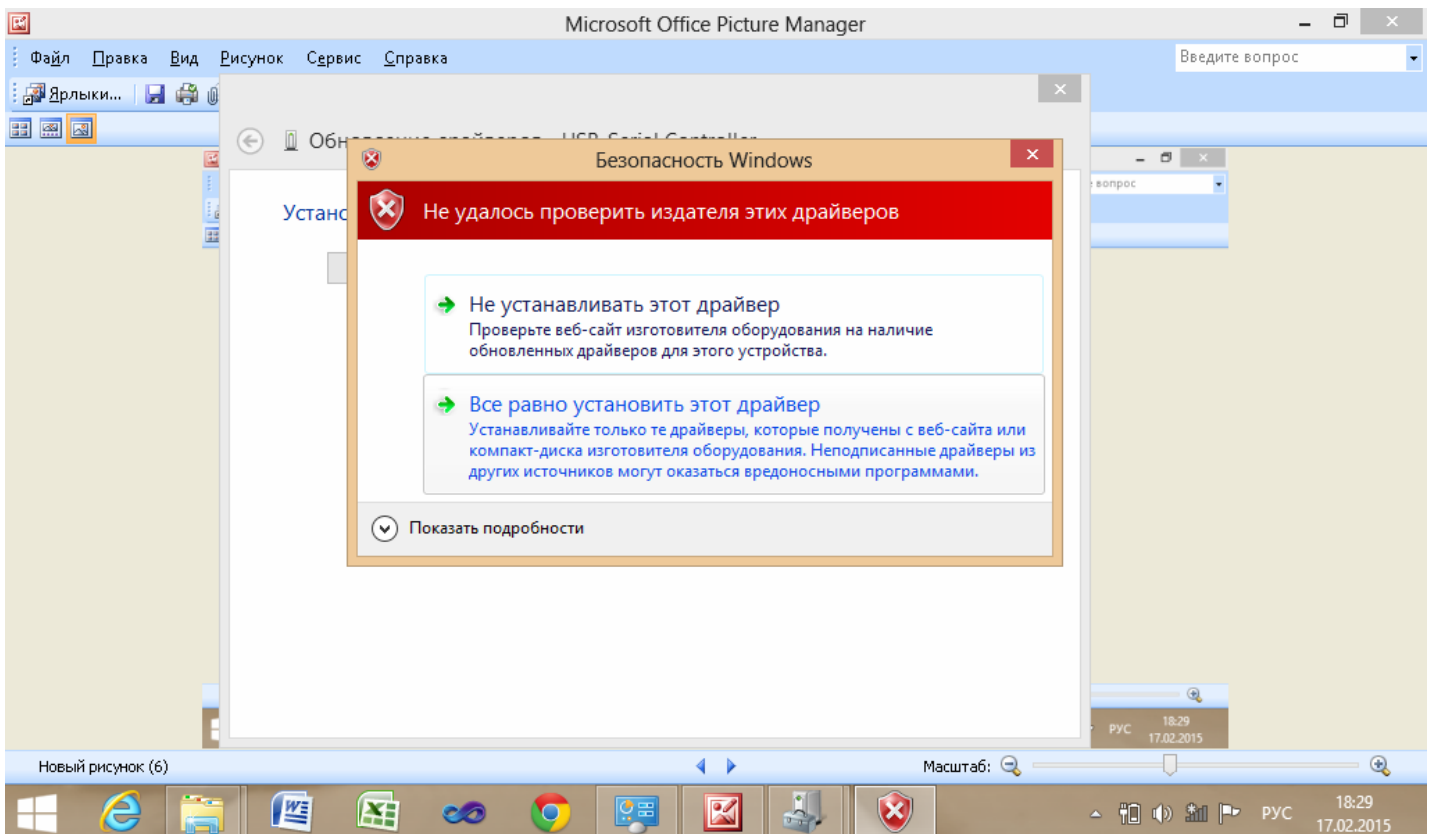 Microsoft Office Picture Manager
Файл Правка Вид Рисунок Сервис Справка
Введите вопрос
Ярлыки...
USB-Serial Controller
Безопасность Windows
вопрос
Не удалось проверить издателя этих драйверов
Не устанавливать этот драйвер
Проверьте веб-сайт изготовителя оборудования на наличие
обновленных драйверов для этого устройства.
Все равно установить этот драйвер
Устанавливайте только те драйверы, которые получены с веб-сайта или
компакт-диска изготовителя оборудования. Неподписанные драйверы из
других источников могут оказаться вредоносными программами.
Показать подробности
РУС
18:29
17.02.2015
Новый рисунок (6)
Масштаб:
РУС
18:29
17.02.2015